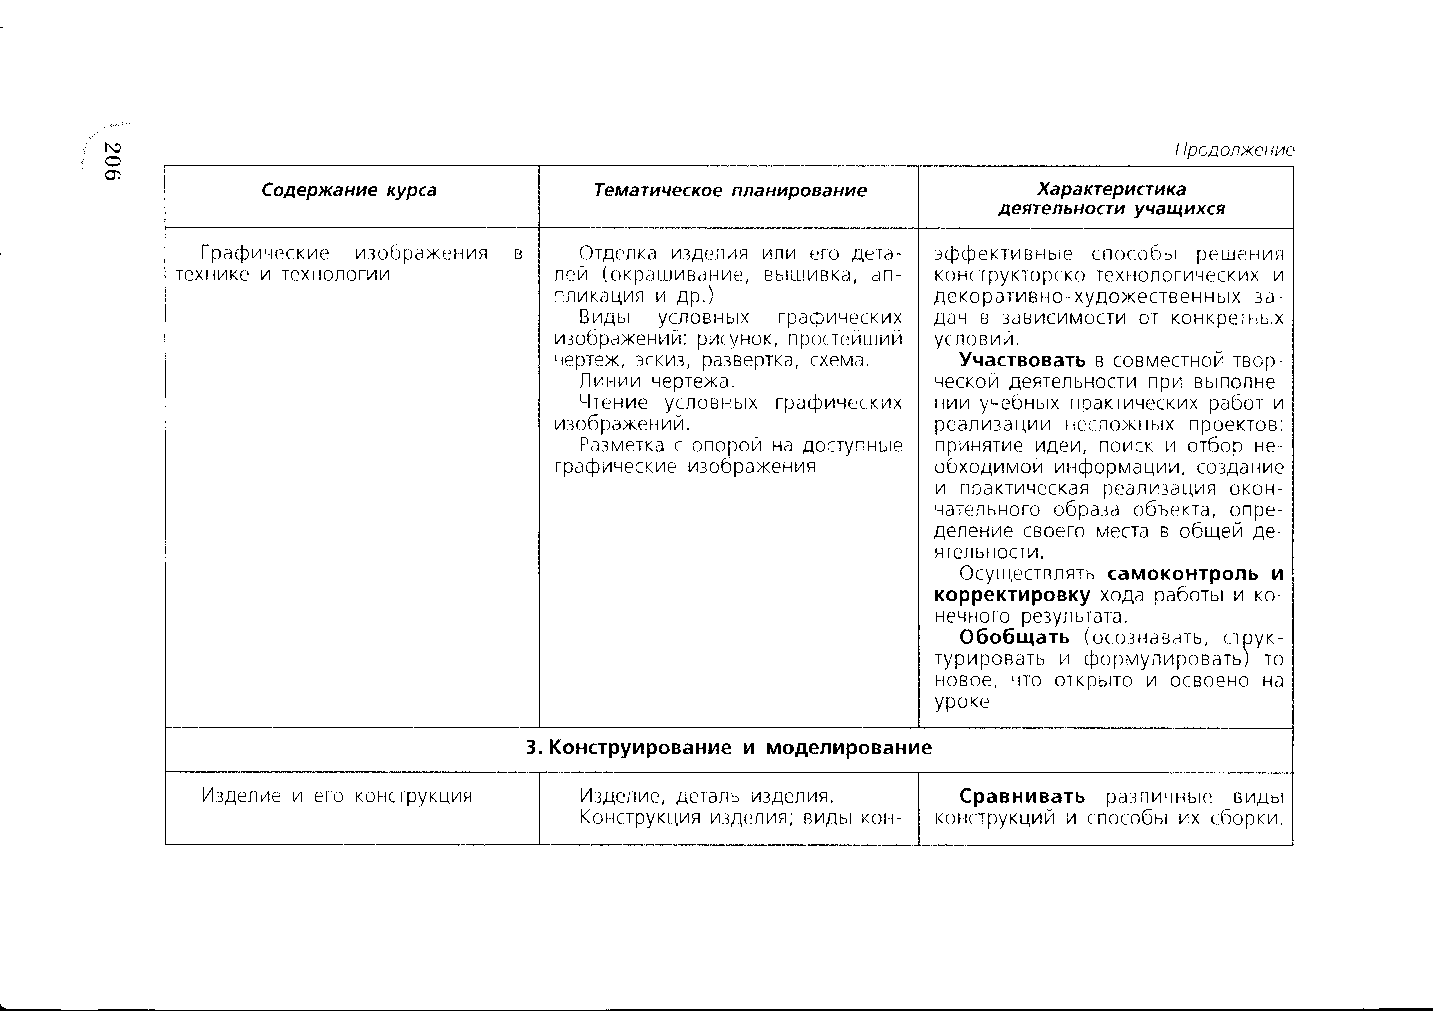 206
Продолжение
Содержание курса
Тематическое планирование
Характеристика
деятельности учащихся
Графические изображения в
технике и технологии
Отделка изделия или его дета-
лей (окрашивание, вышивка, ап-
пликация и др.)
Виды условных графических
изображений: рисунок, простейший
чертеж, эскиз, развертка, схема.
Линии чертежа.
Чтение условных графических
изображений.
Разметка с опорой на доступные
графические изображения
эффективные способы решения
конструкторско технологических и
декоративно-художественных за-
дач в зависимости от конкретных
условий.
Участвовать в совместной твор-
ческой деятельности при выполне
нии учебных практических работ и
реализации несложных проектов:
принятие идеи, поиск и отбор не-
обходимой информации, создание
и практическая реализация окон-
чательного образа объекта, опре-
деление своего места в общей де-
ятельности.
Осуществлять самоконтроль и
корректировку хода работы и ко-
нечного результата.
Обобщать (осознавать, струк-
турировать и формулировать) то
новое, что открыто и освоено на
уроке
3. Конструирование и моделирование
Изделие и его конструкция
Изделие, деталь изделия.
Конструкция изделия; виды кон-
Сравнивать различные виды
конструкций и способы их сборки.